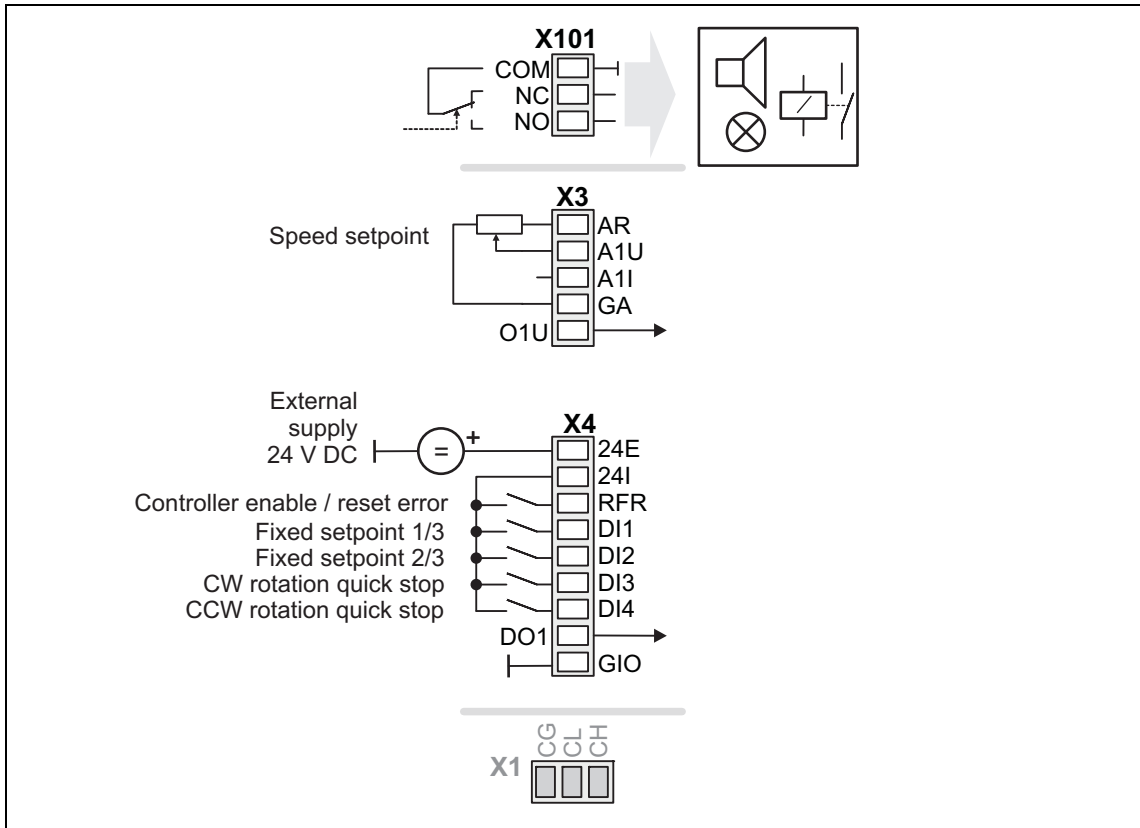 X101
COM
NC
NO
X3
Speed setpoint
AR
A1U
A1I
GA
O1U
External
supply
24 V DC
=
+
X4
24E
24I
Controller enable / reset error
RFR
Fixed setpoint 1/3
DI1
Fixed setpoint 2/3
DI2
CW rotation quick stop
DI3
CCW rotation quick stop
DI4
DO1
GIO
X1
CG
CL
CH